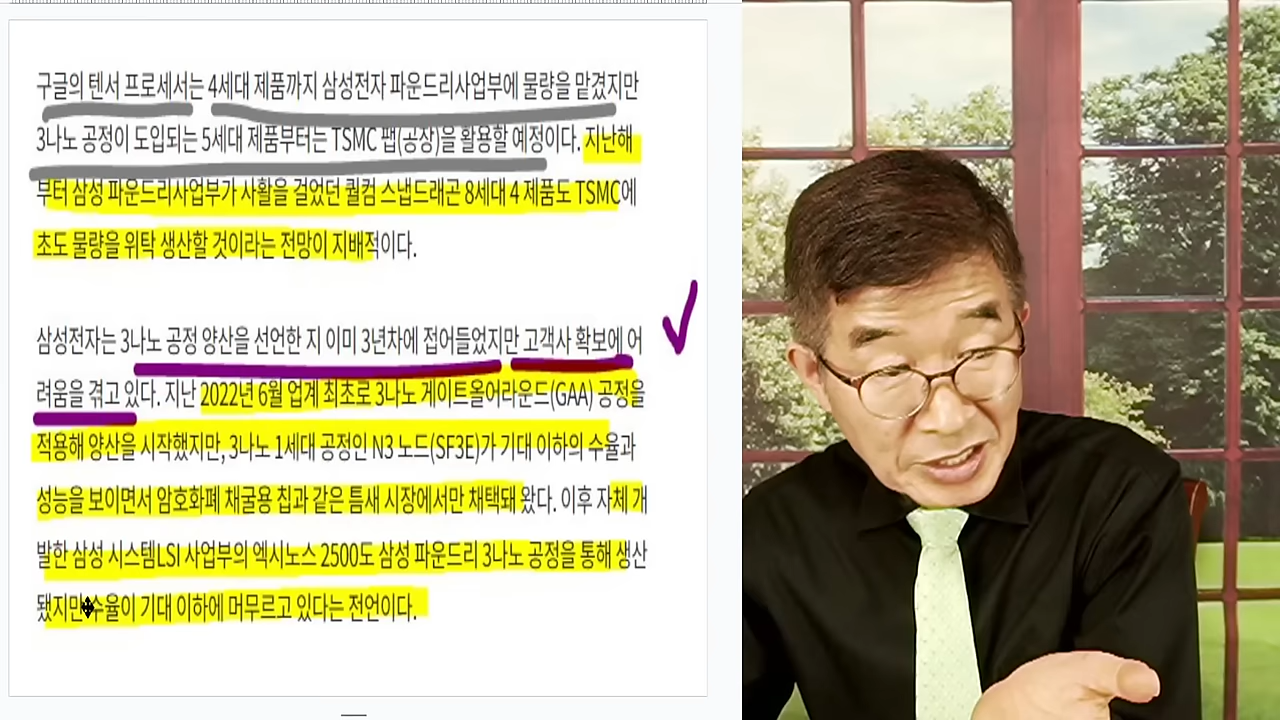 구글의 텐서 프로세서는 4세대 제품까지 삼성전자 파운드리사업부에 물량을 맡겼지만
3나노 공정이 도입되는 5세대 제품부터는 TSMC 팹(공장)을 활용할 예정이다. 지난해
부터 삼성 파운드리사업부가 사활을 걸었던 퀄컴 스냅드래곤 8세대 4 제품도 TSMC에
초도 물량을 위탁 생산할 것이라는 전망이 지배적이다.
삼성전자는 3나노 공정 양산을 선언한 지 이미 3년차에 접어들었지만 고객사 확보에 어
려움을 겪고 있다. 지난 2022년 6월 업계 최초로 3나노 게이트올어라운드(GAA) 공정을
적용해 양산을 시작했지만, 3나노 1세대 공정인 N3 노드(SF3E)가 기대 이하의 수율과
성능을 보이면서 암호화폐 채굴용 칩과 같은 틈새 시장에서만 채택돼 왔다. 이후 자체 개
발한 삼성 시스템LSI 사업부의 엑시노스 2500도 삼성 파운드리 3나노 공정을 통해 생산
됐지만 수율이 기대 이하에 머무르고 있다는 전언이다.